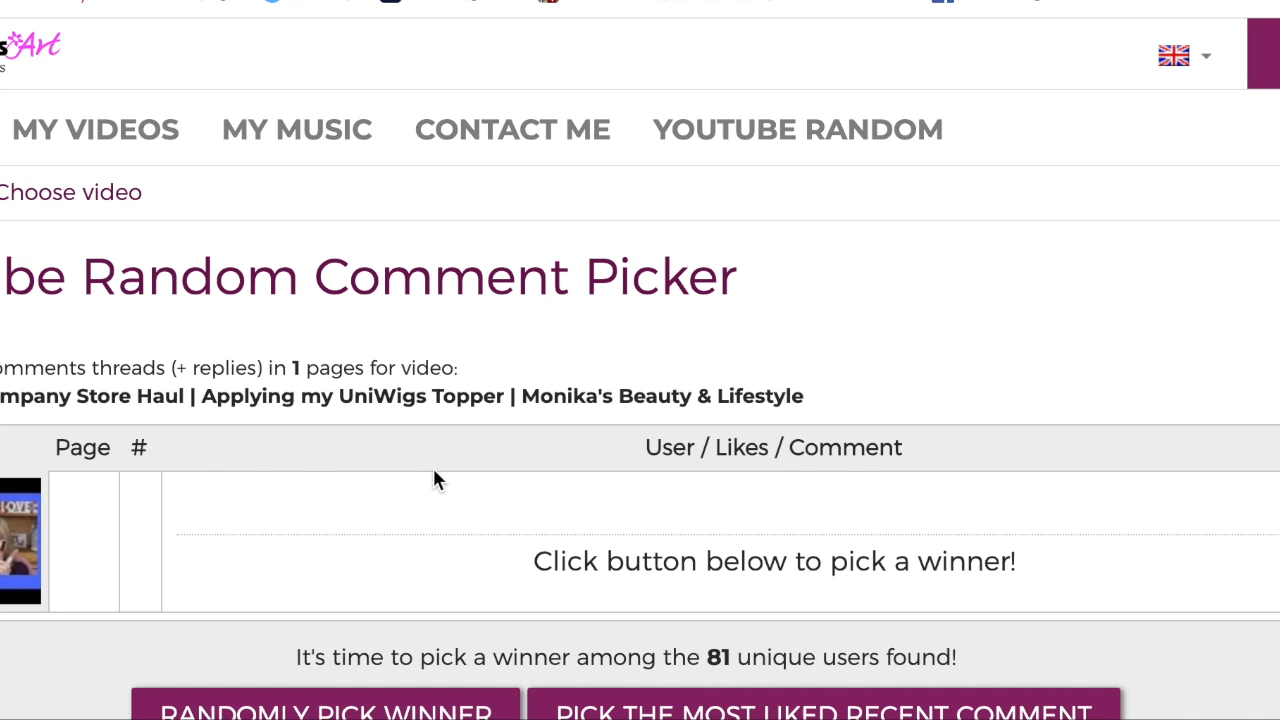 Art
MY VIDEOS MY MUSIC CONTACT ME YOUTUBE RANDOM
Choose video
be Random Comment Picker
omments threads (+ replies) in 1 pages for video:
mpany Store Haul | Applying my UniWigs Topper | Monika's Beauty & Lifestyle
Page # User / Likes / Comment
LOVE
Click button below to pick a winner!
It's time to pick a winner among the 81 unique users found!
RANDOMLY PICK WINNER PICK THE MOST LIKED RECENT COMMENT